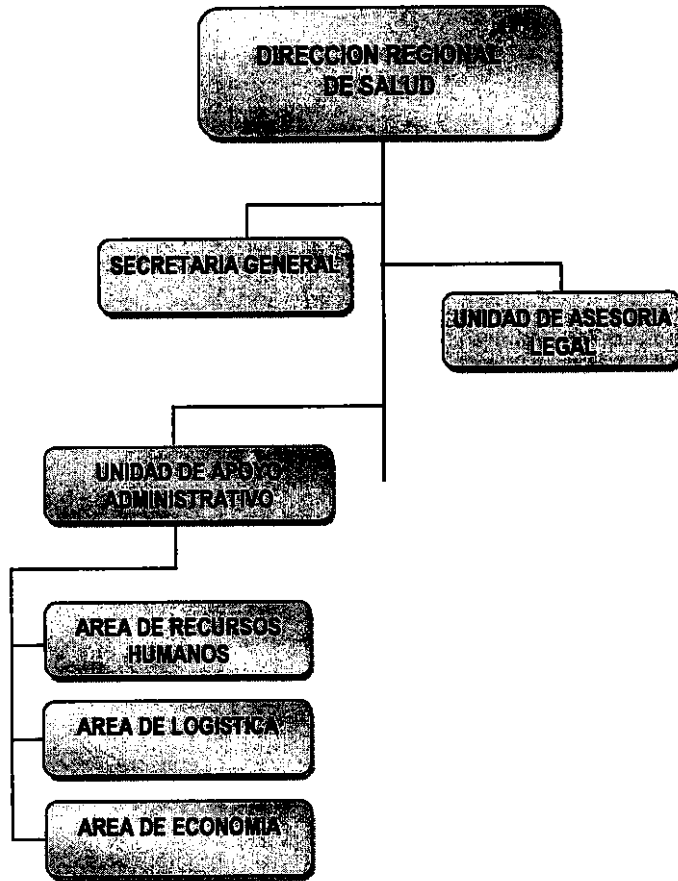 DIRECCION REGIONAL
DE SALUD
SECRETARIA GENERAL
UNIDAD DE ASESORIA
LEGAL
UNIDAD DE APOYO
ADMINISTRATIVO
AREA DE RECURSOS
HUMANOS
AREA DE LOGISTICA
AREA DE ECONOMIA